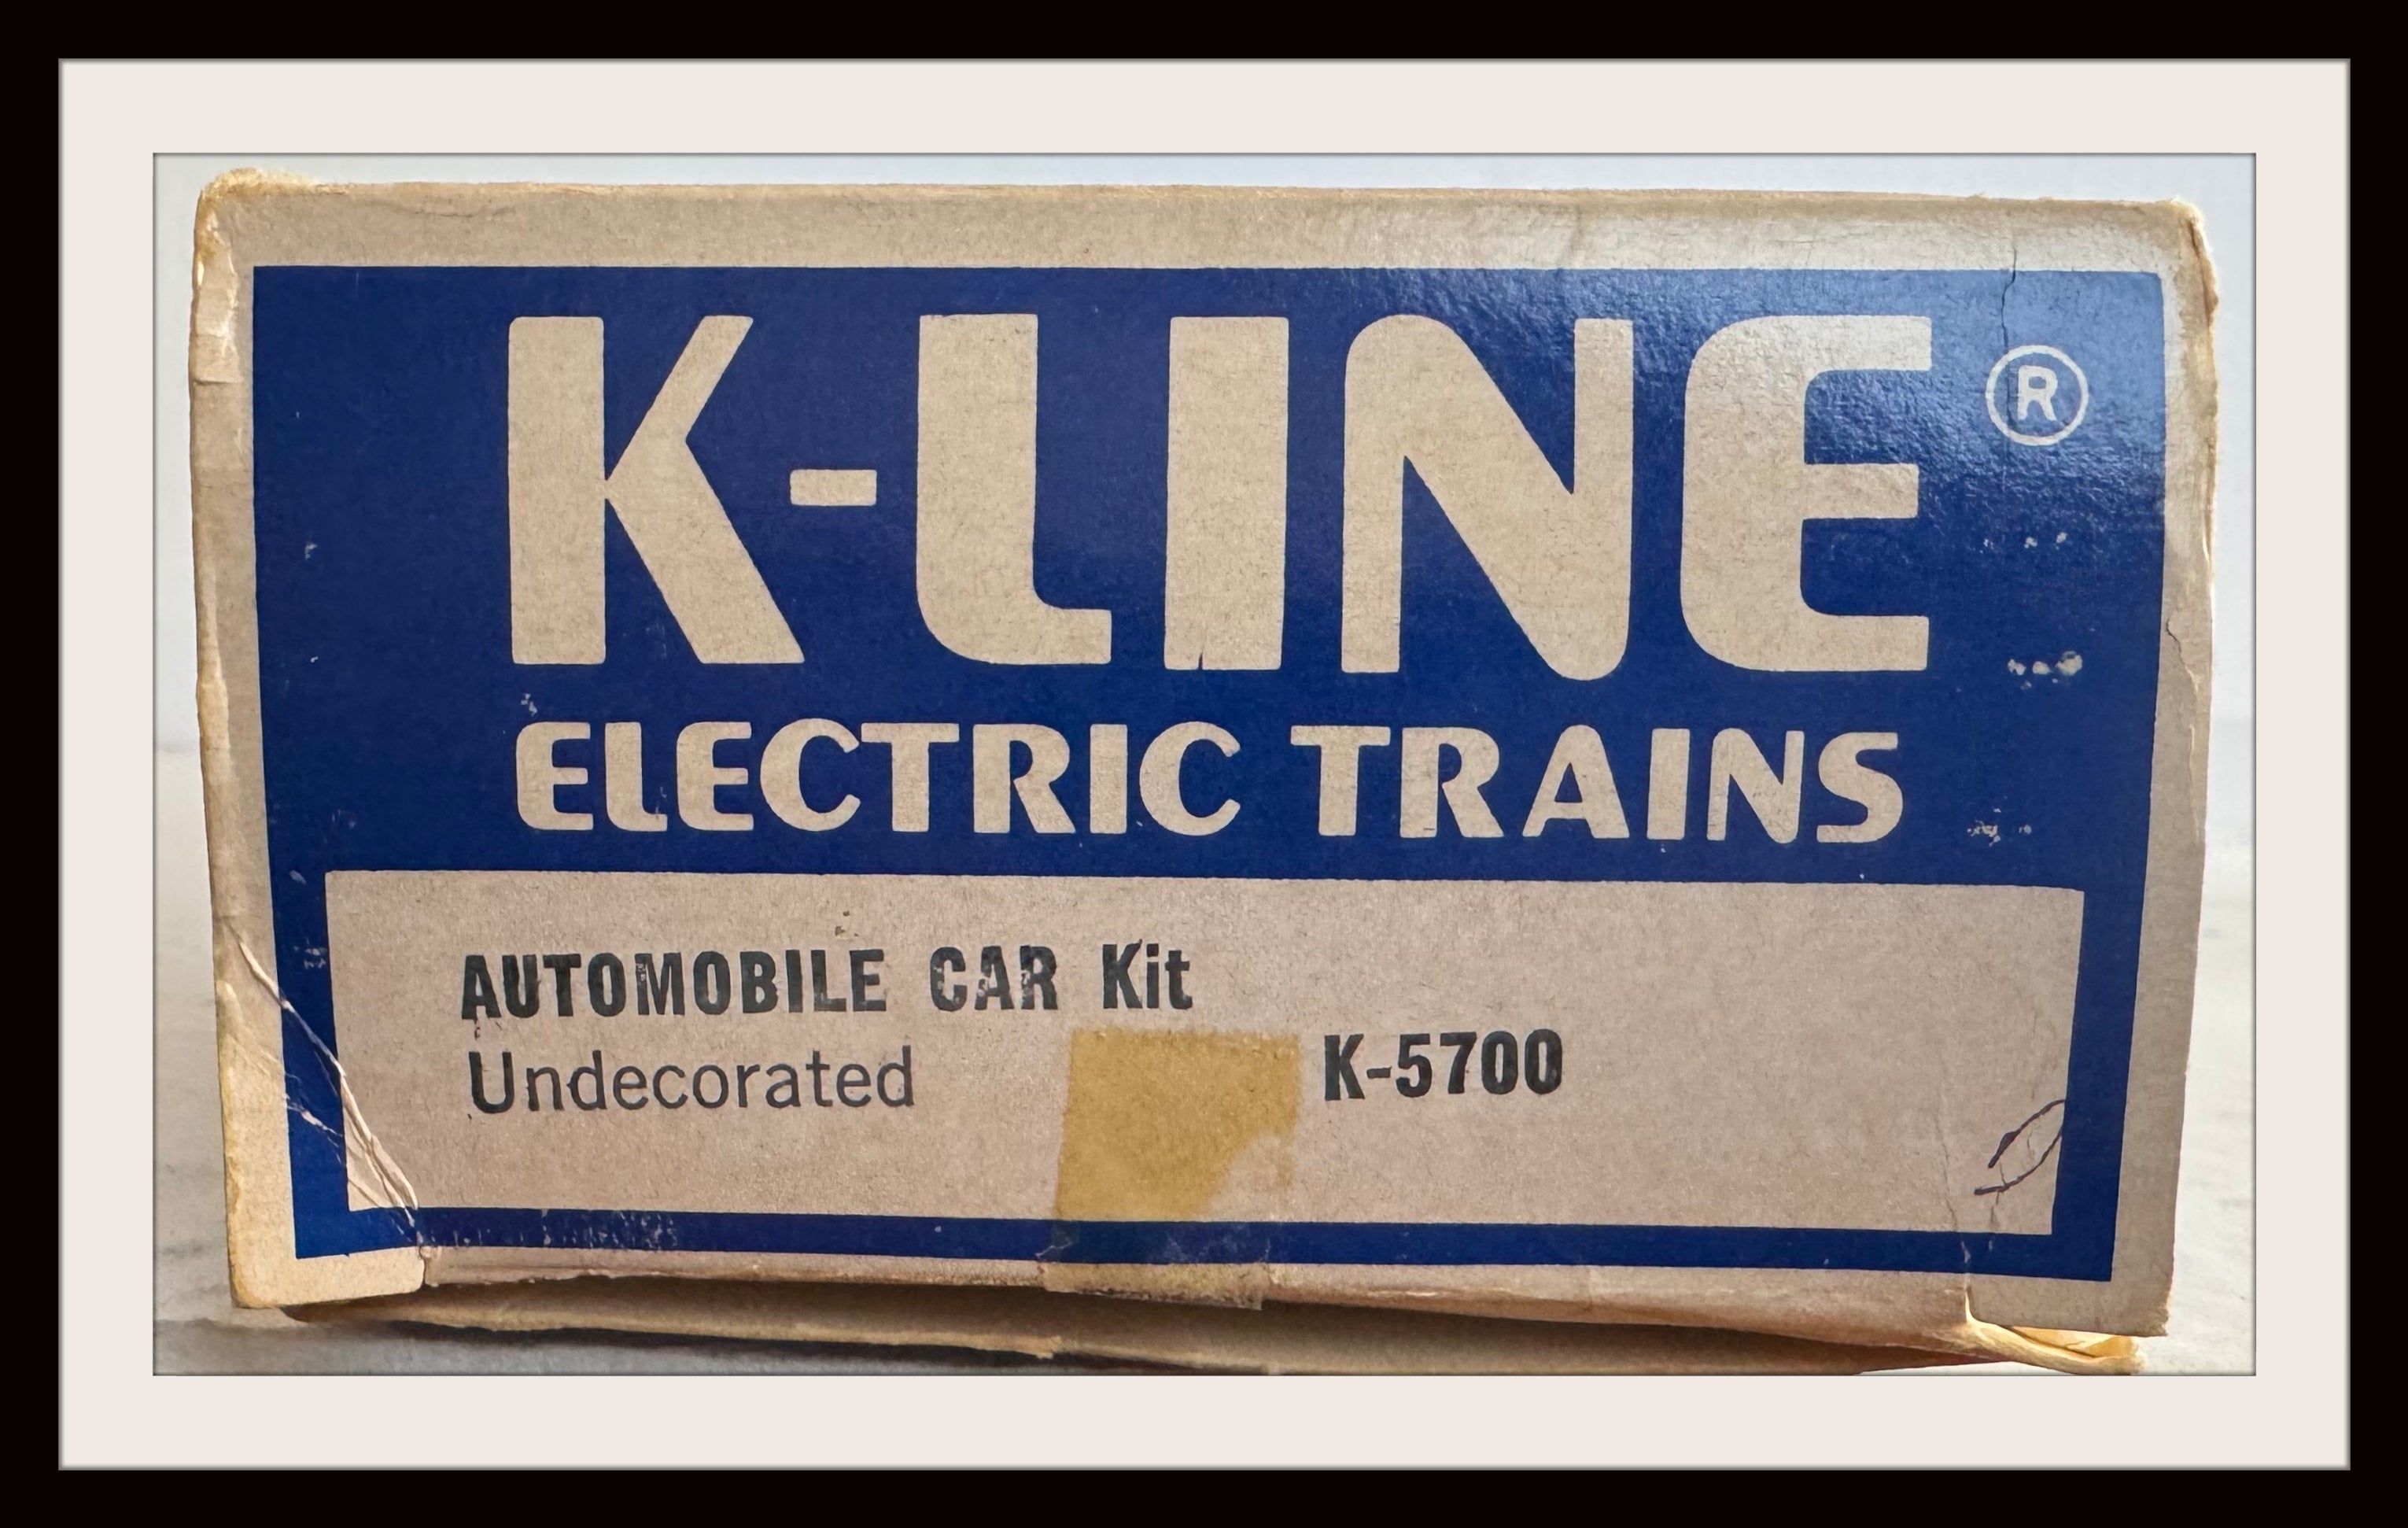 K-LINE®
ELECTRIC TRAINS
AUTOMOBILE CAR Kit
Undecorated
K-5700